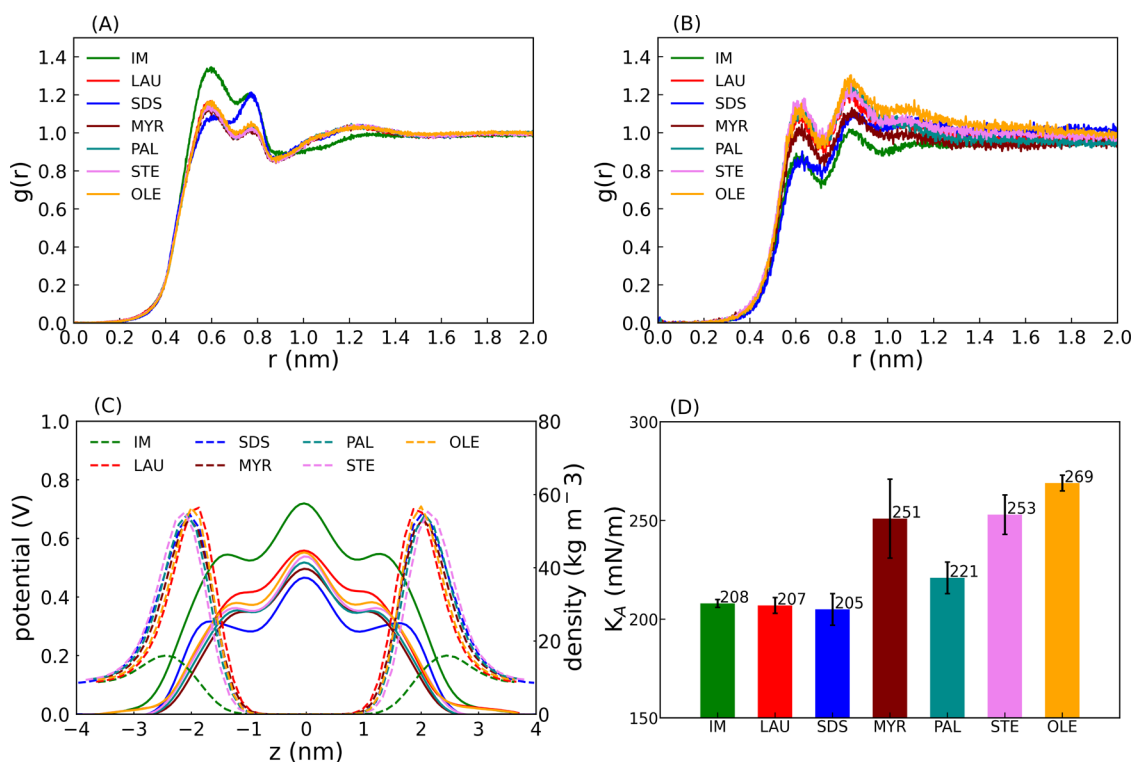 (A)
g(r)
1.4
1.2
1.0
0.8
0.6
0.4
0.2
0.0
IM
LAU
SDS
MYR
PAL
STE
OLE
0.0 0.2 0.4 0.6 0.8 1.0 1.2 1.4 1.6 1.8 2.0
r (nm)
(B)
g(r)
1.4
1.2
1.0
0.8
0.6
0.4
0.2
0.0
IM
LAU
SDS
MYR
PAL
STE
OLE
0.0 0.2 0.4 0.6 0.8 1.0 1.2 1.4 1.6 1.8 2.0
r (nm)
(C)
potential (V)
1.0
0.8
0.6
0.4
0.2
0.0
IM SDS PAL OLE
LAU MYR STE
80
60
40
20
0
density (kg m⁻3)
−4 −3 −2 −1 0 1 2 3 4
z (nm)
(D)
K_A (mN/m)
300
250
200
150
208 207 205 251 221 253 269
IM LAU SDS MYR PAL STE OLE